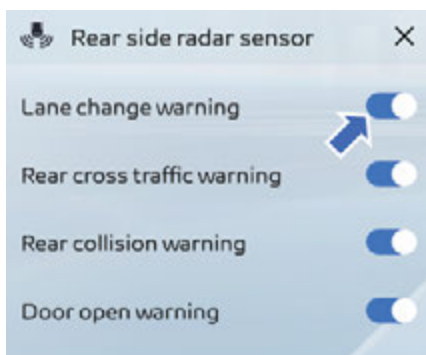 Rear side radar sensor
Lane change warning
Rear cross traffic warning
Rear collision warning
Door open warning